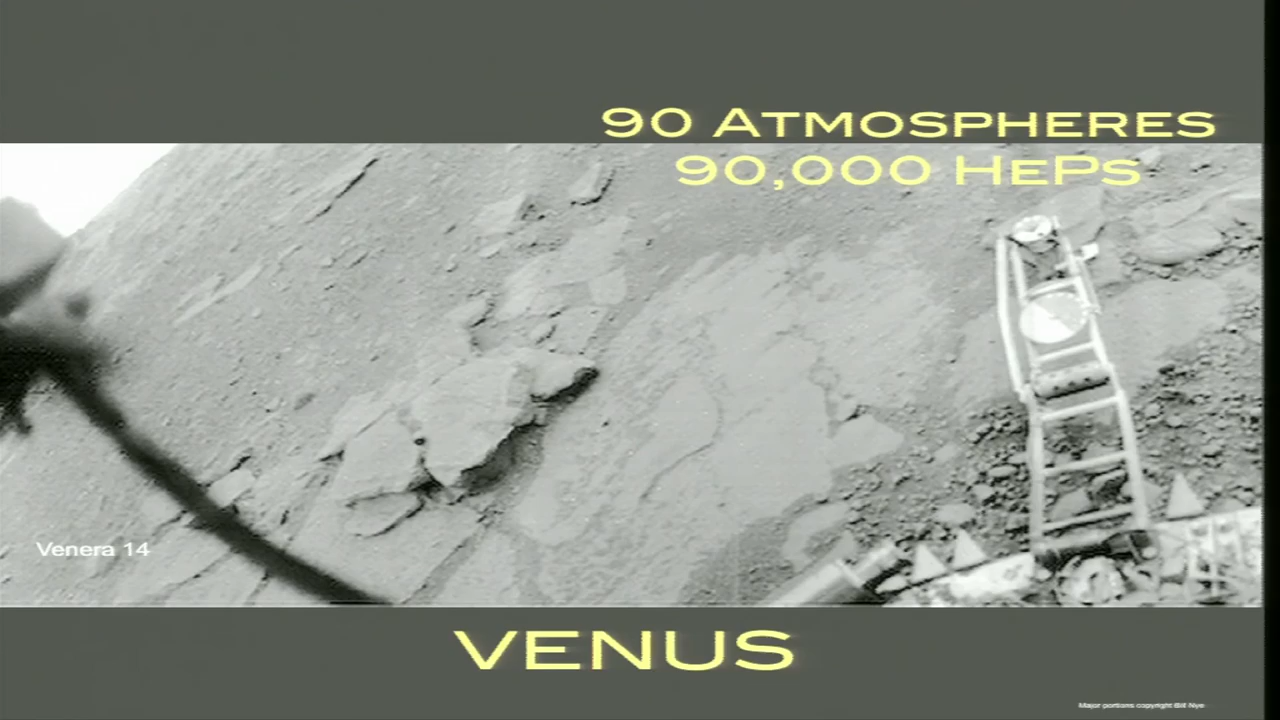 90 ATMOSPHERES
90,000 HePs
Venera 14
VENUS
Major portions copyright Bill Nye